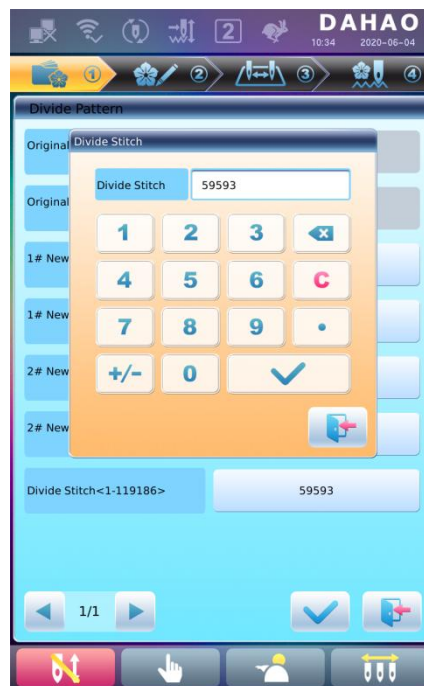 DAHAO
2
10:34 2020-06-04
① ② ③ ④
Divide Pattern
Original
Divide Stitch
Divide Stitch 59593
Original
1 2 3
1# New
4 5 6 C
1# New
7 8 9 .
2# New
+/- 0
2# New
Divide Stitch<1-119186> 59593
1/1